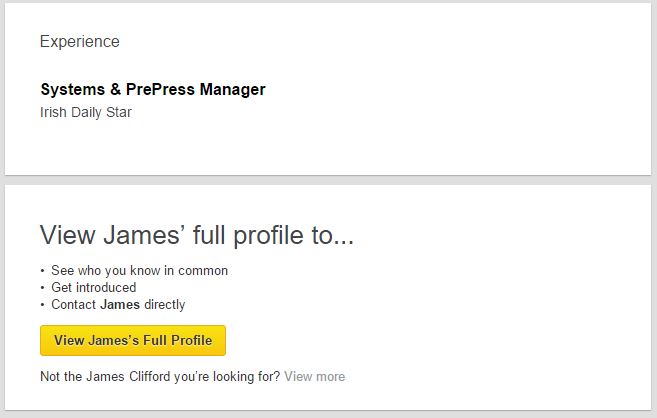 Experience
Systems & PrePress Manager
Irish Daily Star
View James’ full profile to...
• See who you know in common
• Get introduced
• Contact James directly
View James’s Full Profile
Not the James Clifford you’re looking for? View more